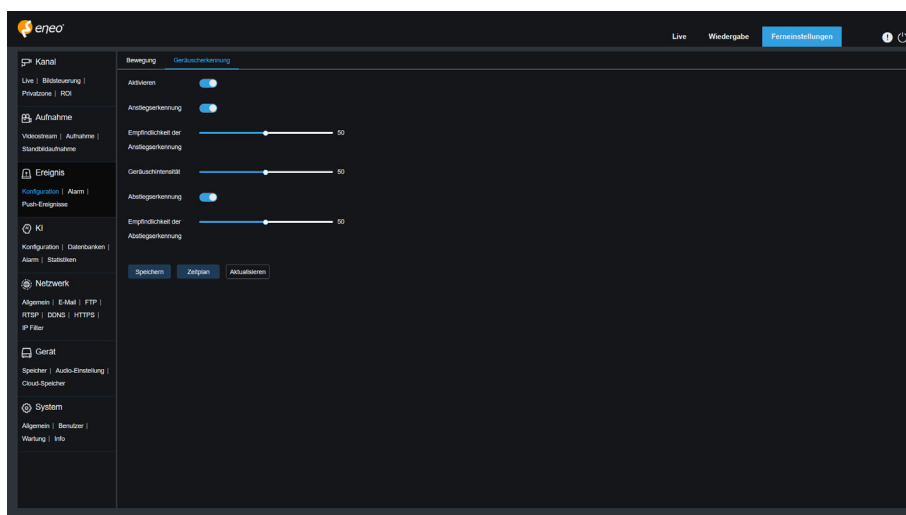 eneo
Live Wiedergabe Ferneinstellungen
Kanal
Live | Bildsteuerung |
Privatzone | ROI
Aufnahme
Videostream | Aufnahme |
Standbildaufnahme
Ereignis
Konfiguration | Alarm |
Push-Ereignisse
KI
Konfiguration | Datenbanken |
Alarm | Statistiken
Netzwerk
Allgemein | E-Mail | FTP |
RTSP | DDNS | HTTPS |
IP Filter
Gerät
Speicher | Audio-Einstellung |
Cloud-Speicher
System
Allgemein | Benutzer |
Wartung | Info
Bewegung Geräuscherkennung
Aktivieren
Anstiegserkennung
Empfindlichkeit der 50
Anstiegserkennung
Geräuschintensität 50
Abstiegserkennung
Empfindlichkeit der 50
Abstiegserkennung
Speichern Zeitplan Aktualisieren